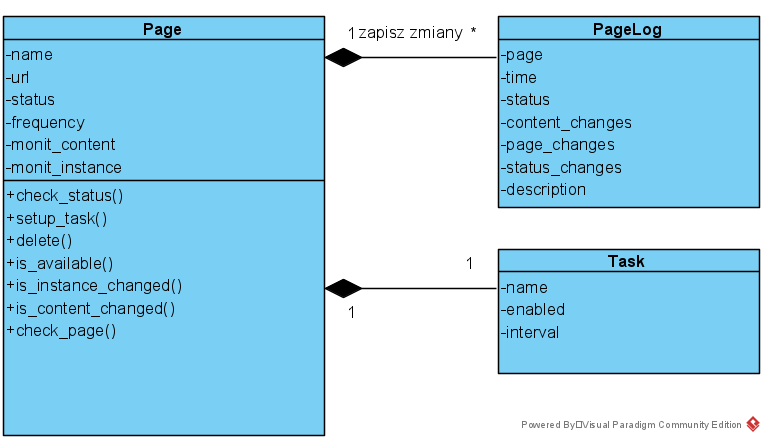 Page
-name
-url
-status
-frequency
-monit_content
-monit_instance
+check_status()
+setup_task()
+delete()
+is_available()
+is_instance_changed()
+is_content_changed()
+check_page()
1 zapisz zmiany *
PageLog
-page
-time
-status
-content_changes
-page_changes
-status_changes
-description
1
1
Task
-name
-enabled
-interval
Powered By Visual Paradigm Community Edition